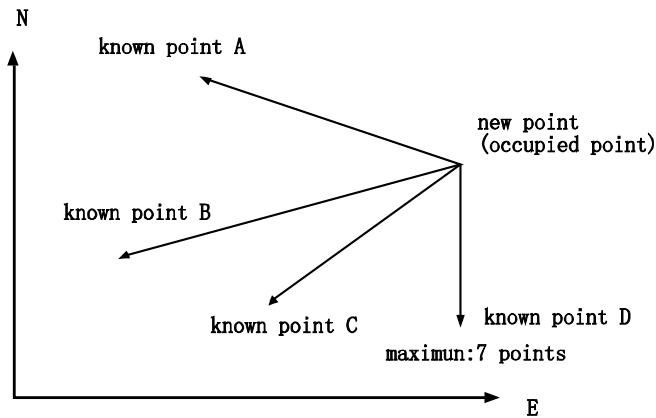 N
known point A
new point
(occupied point)
known point B
known point C
known point D
maximun:7 points
E